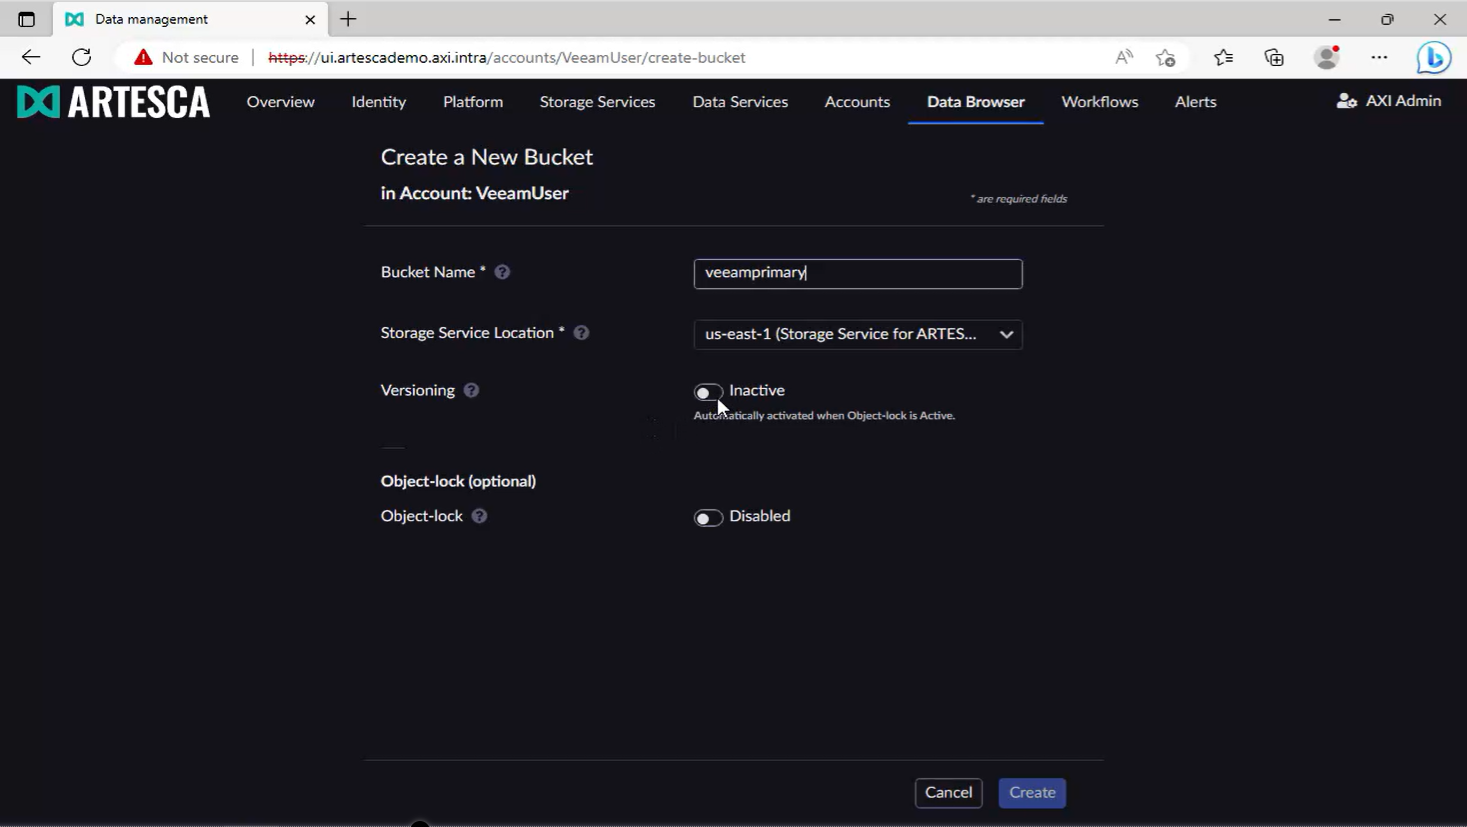 Data management
Not secure
https://ui.artescademo.axi.intra/accounts/VeeamUser/create-bucket
ARTESCA
Overview
Identity
Platform
Storage Services
Data Services
Accounts
Data Browser
Workflows
Alerts
AXI Admin
Create a New Bucket
in Account: VeeamUser
* are required fields
Bucket Name *
veeamprimary
Storage Service Location *
us-east-1 (Storage Service for ARTES...
Versioning
Inactive
Automatically activated when Object-lock is Active.
Object-lock (optional)
Object-lock
Disabled
Cancel
Create